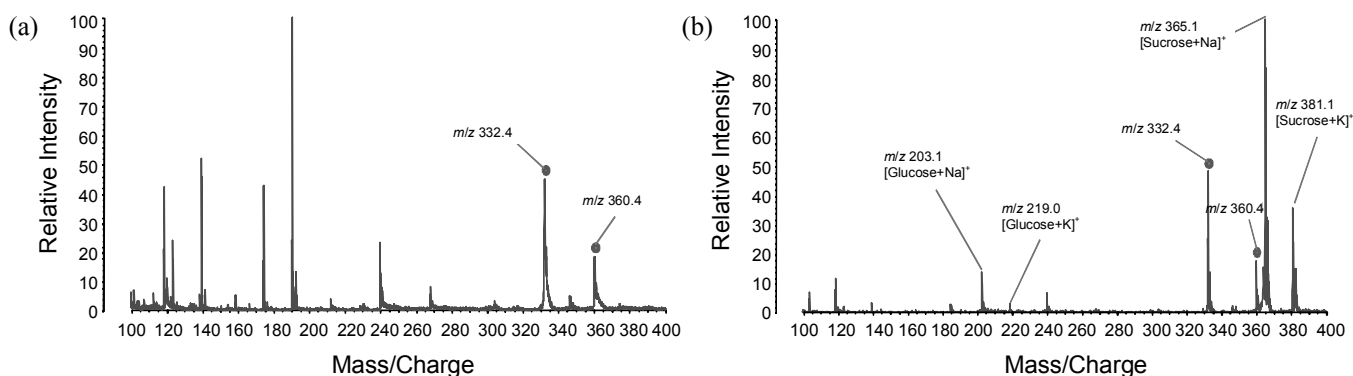 (a)
Relative Intensity
100
90
80
70
60
50
40
30
20
10
0
m/z 332.4
m/z 360.4
100 120 140 160 180 200 220 240 260 280 300 320 340 360 380 400
Mass/Charge
(b)
Relative Intensity
100
90
80
70
60
50
40
30
20
10
0
m/z 365.1
[Sucrose+Na]⁺
m/z 381.1
[Sucrose+K]⁺
m/z 332.4
m/z 203.1
[Glucose+Na]⁺
m/z 360.4
m/z 219.0
[Glucose+K]⁺
100 120 140 160 180 200 220 240 260 280 300 320 340 360 380 400
Mass/Charge